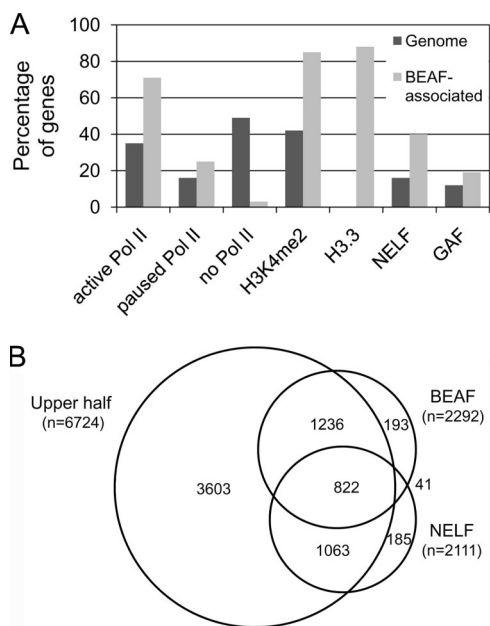 A
Percentage
of genes
100
80
60
40
20
0
Genome
BEAF-
associated
active Pol II
paused Pol II
no Pol II
H3K4me2
H3.3
NELF
GAF
B
Upper half
(n=6724)
BEAF
(n=2292)
1236
193
3603
822
41
1063
185
NELF
(n=2111)